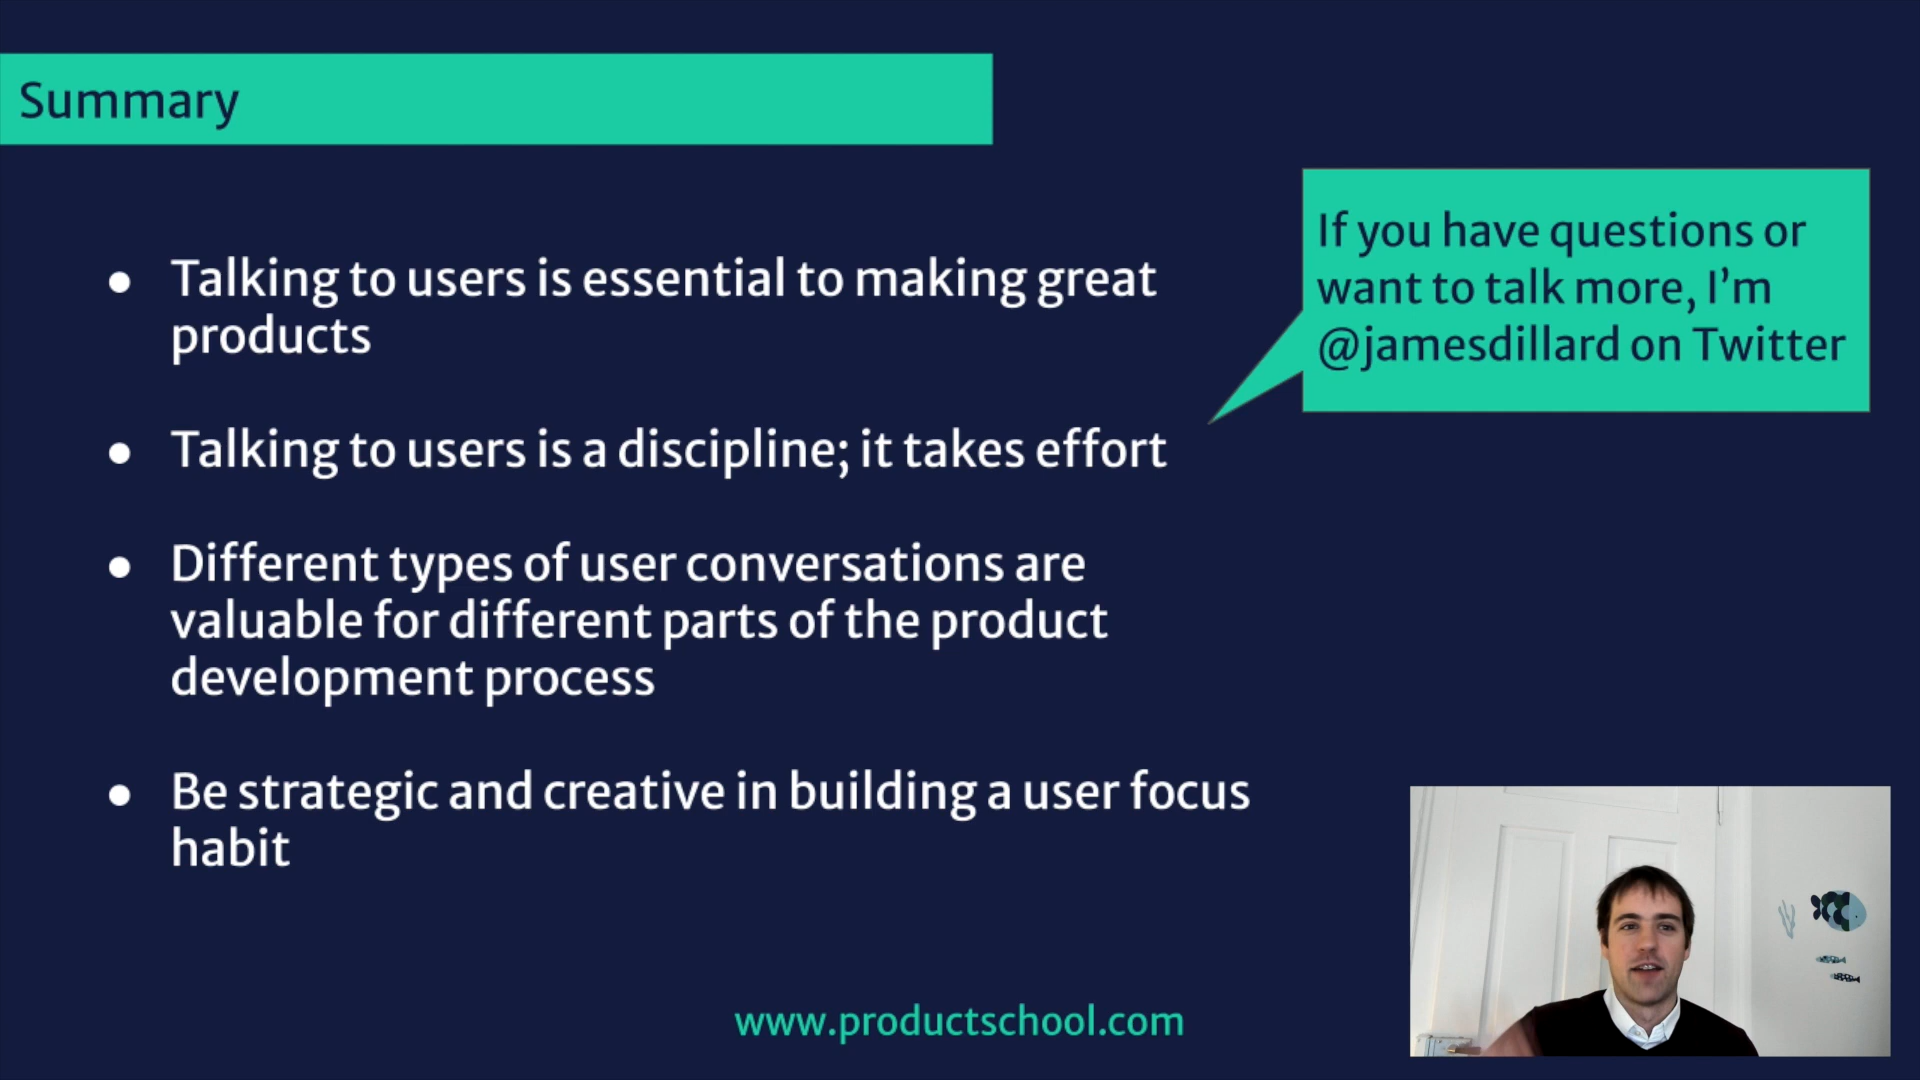 Summary
Talking to users is essential to making great
products
Talking to users is a discipline; it takes effort
Different types of user conversations are
valuable for different parts of the product
development process
Be strategic and creative in building a user focus
habit
If you have questions or
want to talk more, I’m
@jamesdillard on Twitter
www.productschool.com